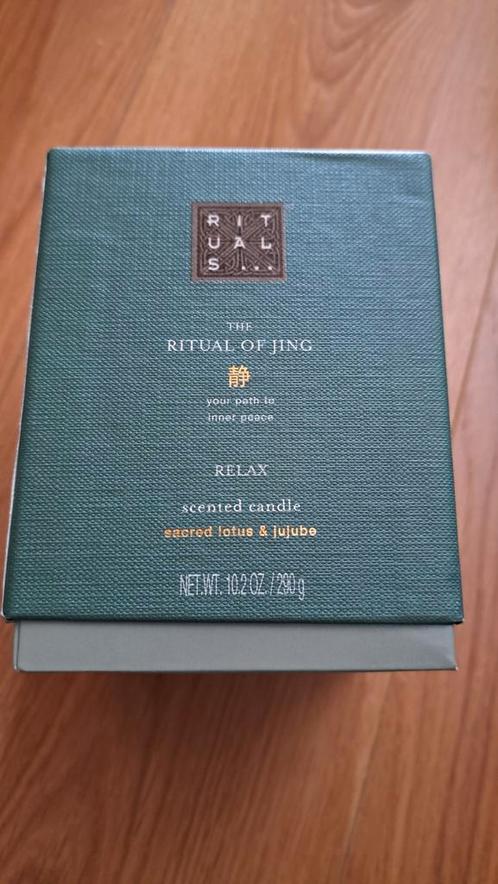 RIT
UAL
S...
THE
RITUAL OF JING
静
your path to
inner peace
RELAX
scented candle
sacred lotus & jujube
NET.WT. 10.2 OZ. / 290 g